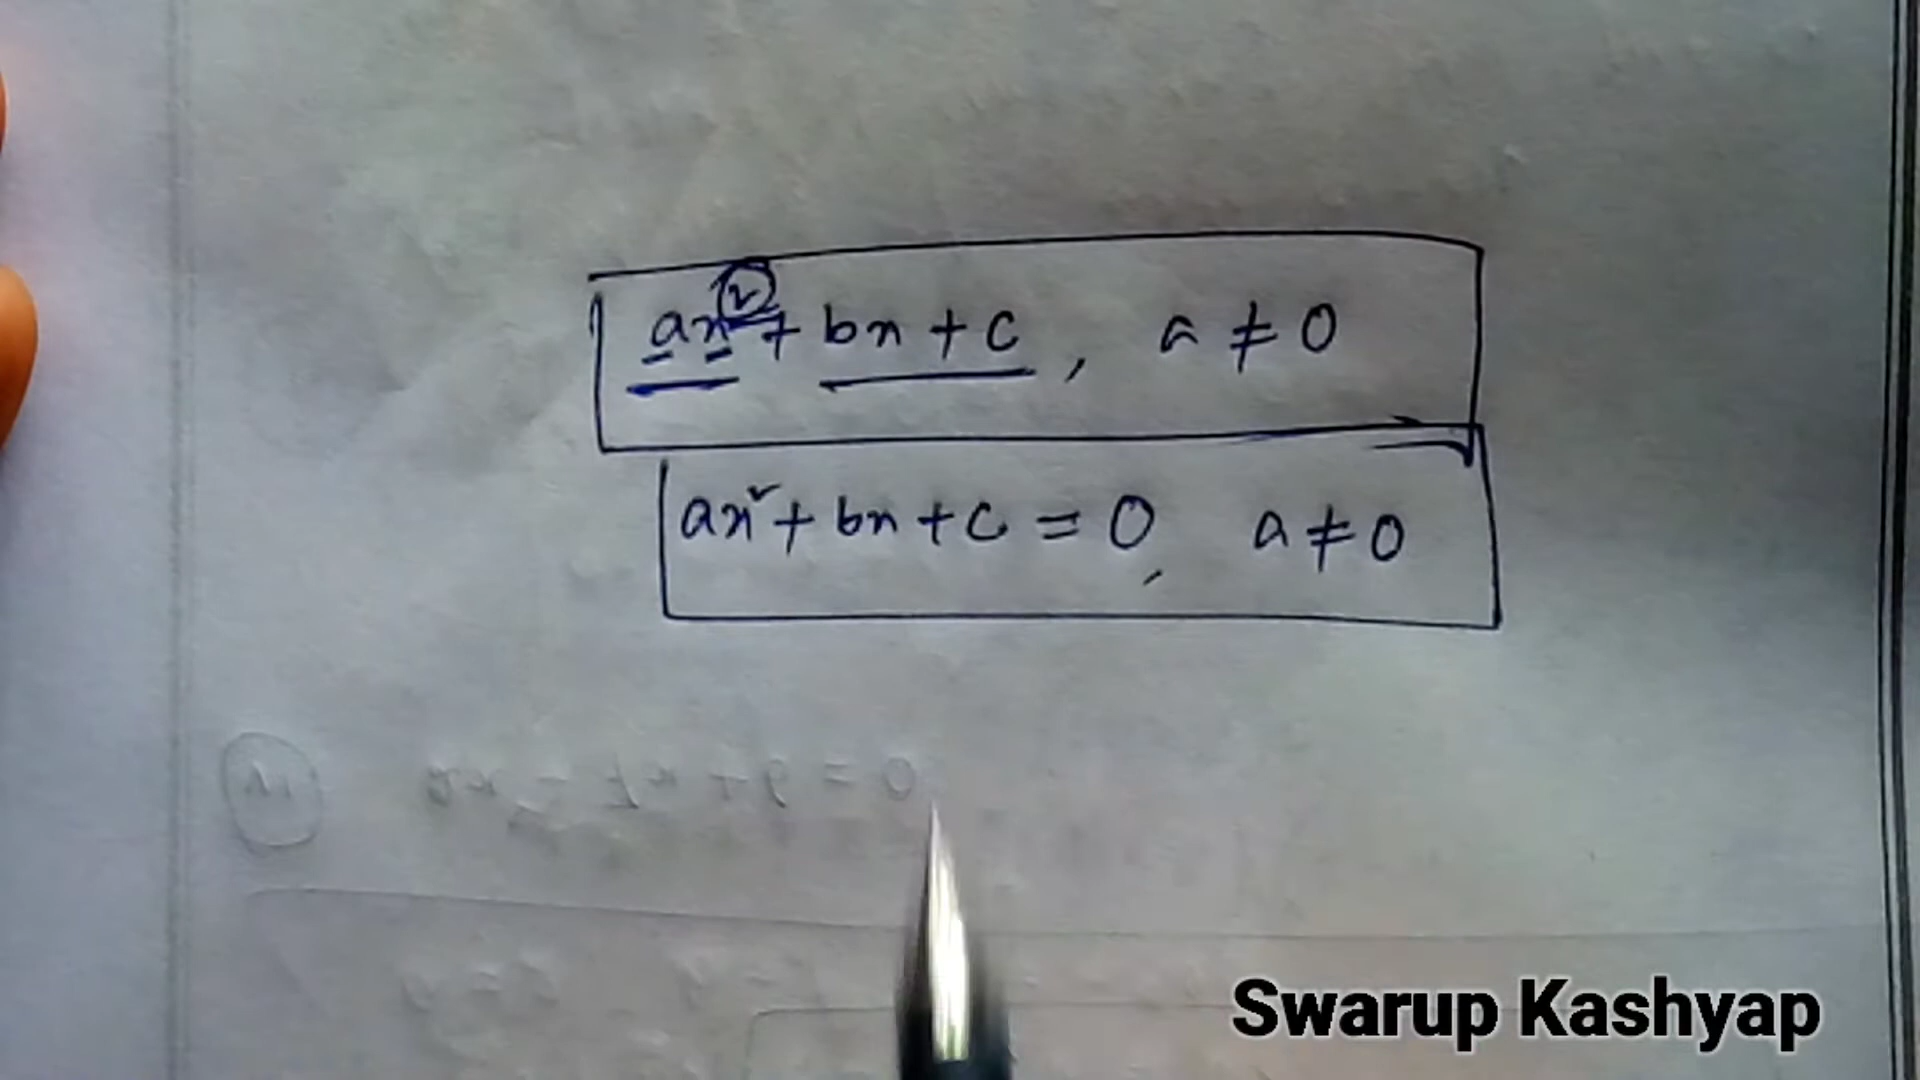 ax² + bx + c , a ≠ 0
ax² + bx + c = 0, a ≠ 0
Swarup Kashyap